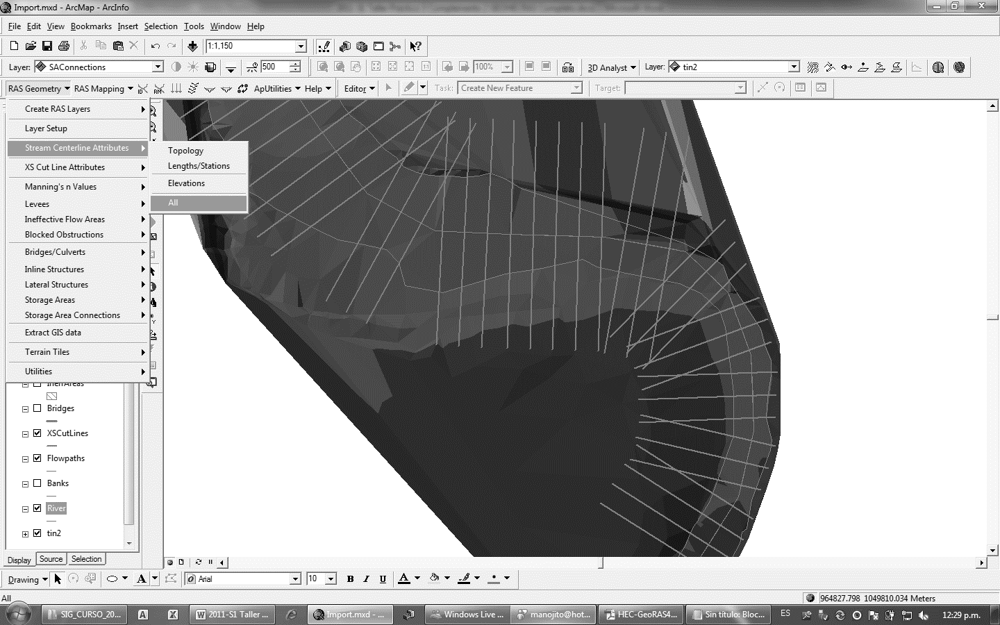 Import.mxd - ArcMap - ArcInfo
File Edit View Bookmarks Insert Selection Tools Window Help
1:1,150
Layer: SAConnections 500 100% 3D Analyst Layer: tin2
RAS Geometry RAS Mapping ID RM ApUtilities Help Editor Task: Create New Feature Target:
Create RAS Layers
Layer Setup
Stream Centerline Attributes
XS Cut Line Attributes
Manning's n Values
Levees
Ineffective Flow Areas
Blocked Obstructions
Bridges/Culverts
Inline Structures
Lateral Structures
Storage Areas
Storage Area Connections
Extract GIS data
Terrain Tiles
Utilities
Topology
Lengths/Stations
Elevations
All
Bridges
XSCutLines
Flowpaths
Banks
River
tin2
Display Source Selection
Drawing A Arial 10 B I U A
All 964827.798 1049810.034 Meters
SIG_CURSO_20... 2011-S1 Taller ... Import.mxd - ... Windows Live ... manojito@hot... HEC-GeoRAS4... Sin título: Bloc... ES 12:29 p.m.